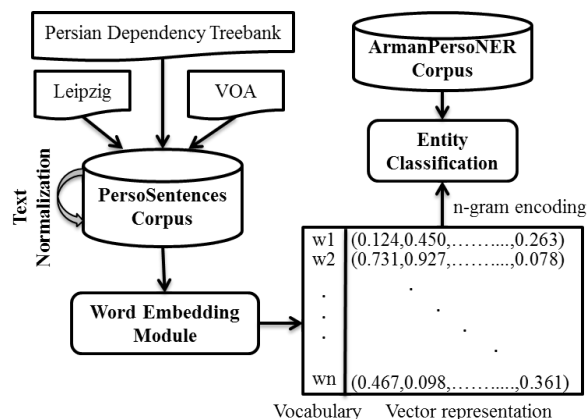 Persian Dependency Treebank
Leipzig
VOA
Text
Normalization
PersoSentences
Corpus
Word Embedding
Module
ArmanPersoNER
Corpus
Entity
Classification
n-gram encoding
w1 (0.124,0.450,……...,0.263)
w2 (0.731,0.927,……...,0.078)
. .
. .
. .
wn (0.467,0.098,……...,0.361)
Vocabulary Vector representation